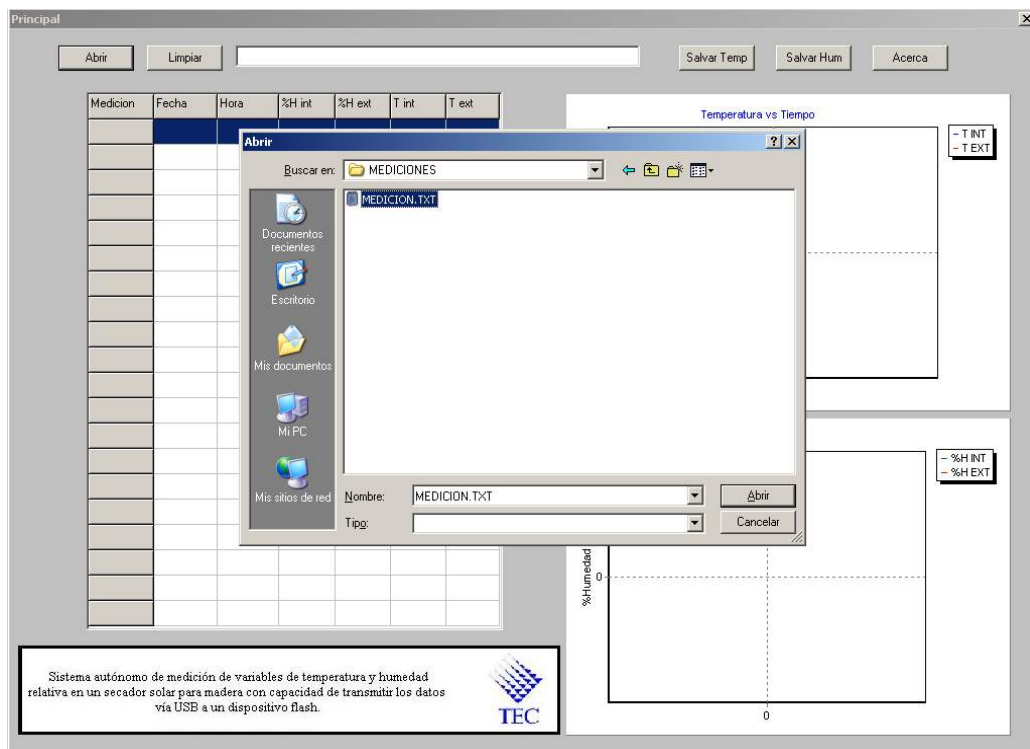 Principal
Abrir
Limpiar
Salvar Temp
Salvar Hum
Acerca
Medicion
Fecha
Hora
%H int
%H ext
T int
T ext
Temperatura vs Tiempo
T INT
T EXT
Abrir
Buscar en:
MEDICIONES
MEDICION.TXT
Documentos
recientes
Escritorio
Mis documentos
Mi PC
Mis sitios de red
Nombre:
MEDICION.TXT
Abrir
Tipo:
Cancelar
%H INT
%H EXT
%Humedad
0
0
Sistema autónomo de medición de variables de temperatura y humedad
relativa en un secador solar para madera con capacidad de transmitir los datos
vía USB a un dispositivo flash.
TEC